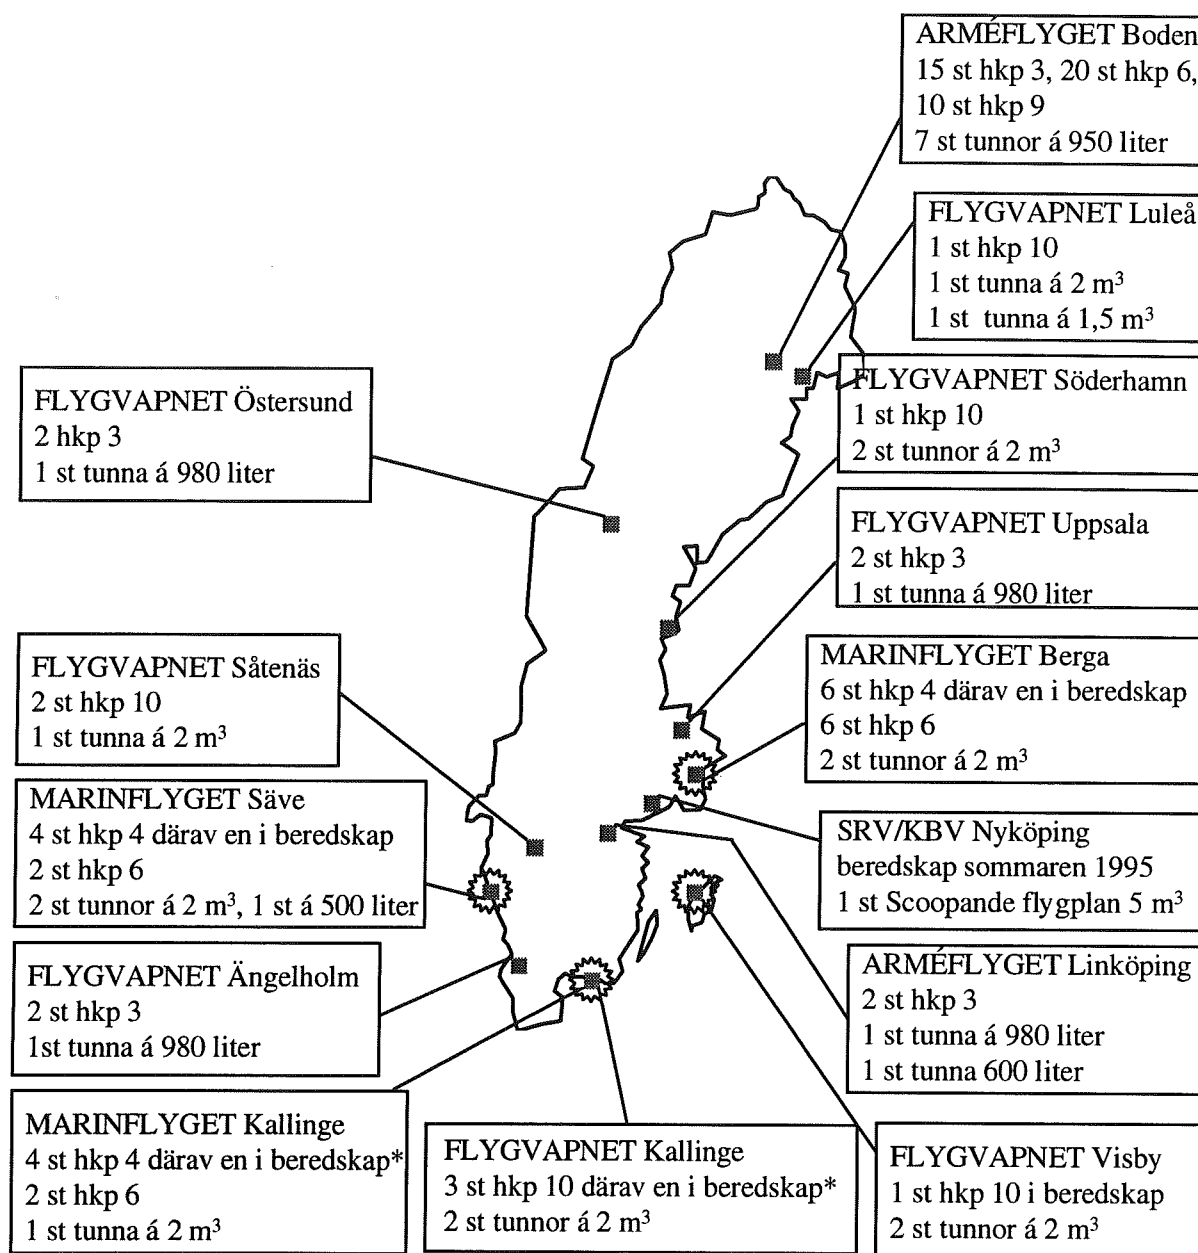 ARMÉFLYGET Boden
15 st hkp 3, 20 st hkp 6,
10 st hkp 9
7 st tunnor á 950 liter
FLYGVAPNET Luleå
1 st hkp 10
1 st tunna á 2 m³
1 st tunna á 1,5 m³
FLYGVAPNET Östersund
2 hkp 3
1 st tunna á 980 liter
FLYGVAPNET Söderhamn
1 st hkp 10
2 st tunnor á 2 m³
FLYGVAPNET Uppsala
2 st hkp 3
1 st tunna á 980 liter
FLYGVAPNET Såtenäs
2 st hkp 10
1 st tunna á 2 m³
MARINFLYGET Berga
6 st hkp 4 därav en i beredskap
6 st hkp 6
2 st tunnor á 2 m³
MARINFLYGET Säve
4 st hkp 4 därav en i beredskap
2 st hkp 6
2 st tunnor á 2 m³, 1 st á 500 liter
SRV/KBV Nyköping
beredskap sommaren 1995
1 st Scoopande flygplan 5 m³
FLYGVAPNET Ängelholm
2 st hkp 3
1st tunna á 980 liter
ARMÉFLYGET Linköping
2 st hkp 3
1 st tunna á 980 liter
1 st tunna 600 liter
MARINFLYGET Kallinge
4 st hkp 4 därav en i beredskap*
2 st hkp 6
1 st tunna á 2 m³
FLYGVAPNET Kallinge
3 st hkp 10 därav en i beredskap*
2 st tunnor á 2 m³
FLYGVAPNET Visby
1 st hkp 10 i beredskap
2 st tunnor á 2 m³